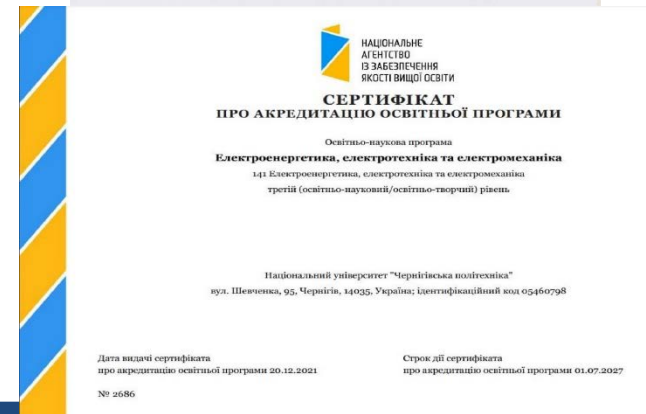 НАЦІОНАЛЬНЕ
АГЕНТСТВО
ІЗ ЗАБЕЗПЕЧЕННЯ
ЯКОСТІ ВИЩОЇ ОСВІТИ
СЕРТИФІКАТ
ПРО АКРЕДИТАЦІЮ ОСВІТНЬОЇ ПРОГРАМИ
Освітньо-наукова програма
Електроенергетика, електротехніка та електромеханіка
141 Електроенергетика, електротехніка та електромеханіка
третій (освітньо-науковий/освітньо-творчий) рівень
Національний університет "Чернігівська політехніка"
вул. Шевченка, 95, Чернігів, 14035, Україна; ідентифікаційний код 05460798
Дата видачі сертифіката
про акредитацію освітньої програми 20.12.2021
Строк дії сертифіката
про акредитацію освітньої програми 01.07.2027
№ 2686